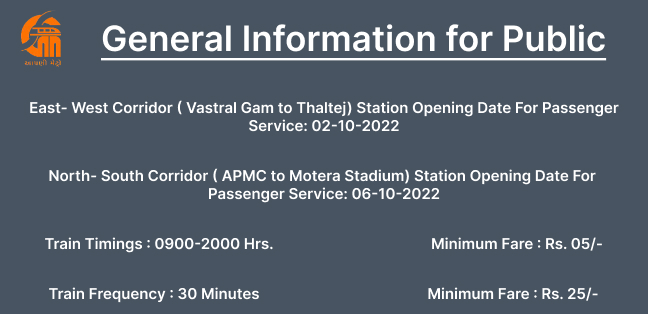 General Information for Public
East- West Corridor ( Vastral Gam to Thaltej) Station Opening Date For Passenger
Service: 02-10-2022
North- South Corridor ( APMC to Motera Stadium) Station Opening Date For
Passenger Service: 06-10-2022
Train Timings : 0900-2000 Hrs.
Minimum Fare : Rs. 05/-
Train Frequency : 30 Minutes
Minimum Fare : Rs. 25/-